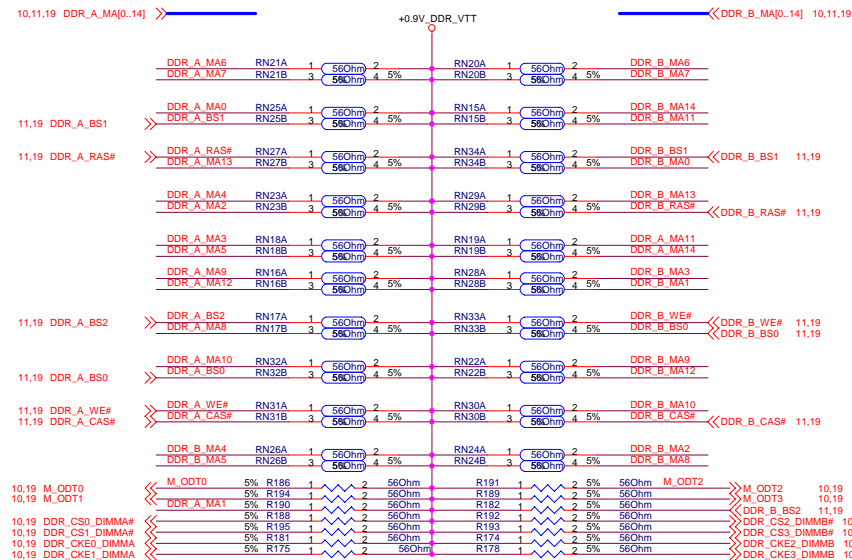 10,11,19 DDR_A_MA[0..14] +0.9V_DDR_VTT DDR_B_MA[0..14] 10,11,19
DDR_A_MA6 RN21A 1 56Ohm 2 RN20A 1 56Ohm 2 DDR_B_MA6
DDR_A_MA7 RN21B 3 56Ohm 4 5% RN20B 3 56Ohm 4 5% DDR_B_MA7
DDR_A_MA0 RN25A 1 56Ohm 2 RN15A 1 56Ohm 2 DDR_B_MA14
11,19 DDR_A_BS1 DDR_A_BS1 RN25B 3 56Ohm 4 5% RN15B 3 56Ohm 4 5% DDR_B_MA11
11,19 DDR_A_RAS# DDR_A_RAS# RN27A 1 56Ohm 2 RN34A 1 56Ohm 2 DDR_B_BS1 DDR_B_BS1 11,19
DDR_A_MA13 RN27B 3 56Ohm 4 5% RN34B 3 56Ohm 4 5% DDR_B_MA0
DDR_A_MA4 RN23A 1 56Ohm 2 RN29A 1 56Ohm 2 DDR_B_MA13
DDR_A_MA2 RN23B 3 56Ohm 4 5% RN29B 3 56Ohm 4 5% DDR_B_RAS# DDR_B_RAS# 11,19
DDR_A_MA3 RN18A 1 56Ohm 2 RN19A 1 56Ohm 2 DDR_A_MA11
DDR_A_MA5 RN18B 3 56Ohm 4 5% RN19B 3 56Ohm 4 5% DDR_A_MA14
DDR_A_MA9 RN16A 1 56Ohm 2 RN28A 1 56Ohm 2 DDR_B_MA3
DDR_A_MA12 RN16B 3 56Ohm 4 5% RN28B 3 56Ohm 4 5% DDR_B_MA1
11,19 DDR_A_BS2 DDR_A_BS2 RN17A 1 56Ohm 2 RN33A 1 56Ohm 2 DDR_B_WE# DDR_B_WE# 11,19
DDR_A_MA8 RN17B 3 56Ohm 4 5% RN33B 3 56Ohm 4 5% DDR_B_BS0 DDR_B_BS0 11,19
DDR_A_MA10 RN32A 1 56Ohm 2 RN22A 1 56Ohm 2 DDR_B_MA9
11,19 DDR_A_BS0 DDR_A_BS0 RN32B 3 56Ohm 4 5% RN22B 3 56Ohm 4 5% DDR_B_MA12
11,19 DDR_A_WE# DDR_A_WE# RN31A 1 56Ohm 2 RN30A 1 56Ohm 2 DDR_B_MA10
11,19 DDR_A_CAS# DDR_A_CAS# RN31B 3 56Ohm 4 5% RN30B 3 56Ohm 4 5% DDR_B_CAS# DDR_B_CAS# 11,19
DDR_B_MA4 RN26A 1 56Ohm 2 RN24A 1 56Ohm 2 DDR_B_MA2
DDR_B_MA5 RN26B 3 56Ohm 4 5% RN24B 3 56Ohm 4 5% DDR_B_MA8
10,19 M_ODT0 M_ODT0 5% R186 1 2 56Ohm R191 1 2 5% 56Ohm M_ODT2 M_ODT2 10,19
10,19 M_ODT1 5% R194 1 2 56Ohm R189 1 2 5% 56Ohm M_ODT3 10,19
DDR_A_MA1 5% R190 1 2 56Ohm R182 1 2 5% 56Ohm DDR_B_BS2 11,19
10,19 DDR_CS0_DIMMA# 5% R188 1 2 56Ohm R192 1 2 5% 56Ohm DDR_CS2_DIMMB# 10
10,19 DDR_CS1_DIMMA# 5% R195 1 2 56Ohm R193 1 2 5% 56Ohm DDR_CS3_DIMMB# 10
10,19 DDR_CKE0_DIMMA 5% R181 1 2 56Ohm R174 1 2 5% 56Ohm DDR_CKE2_DIMMB 10
10,19 DDR_CKE1_DIMMA 5% R175 1 2 56Ohm R178 1 2 5% 56Ohm DDR_CKE3_DIMMB 10